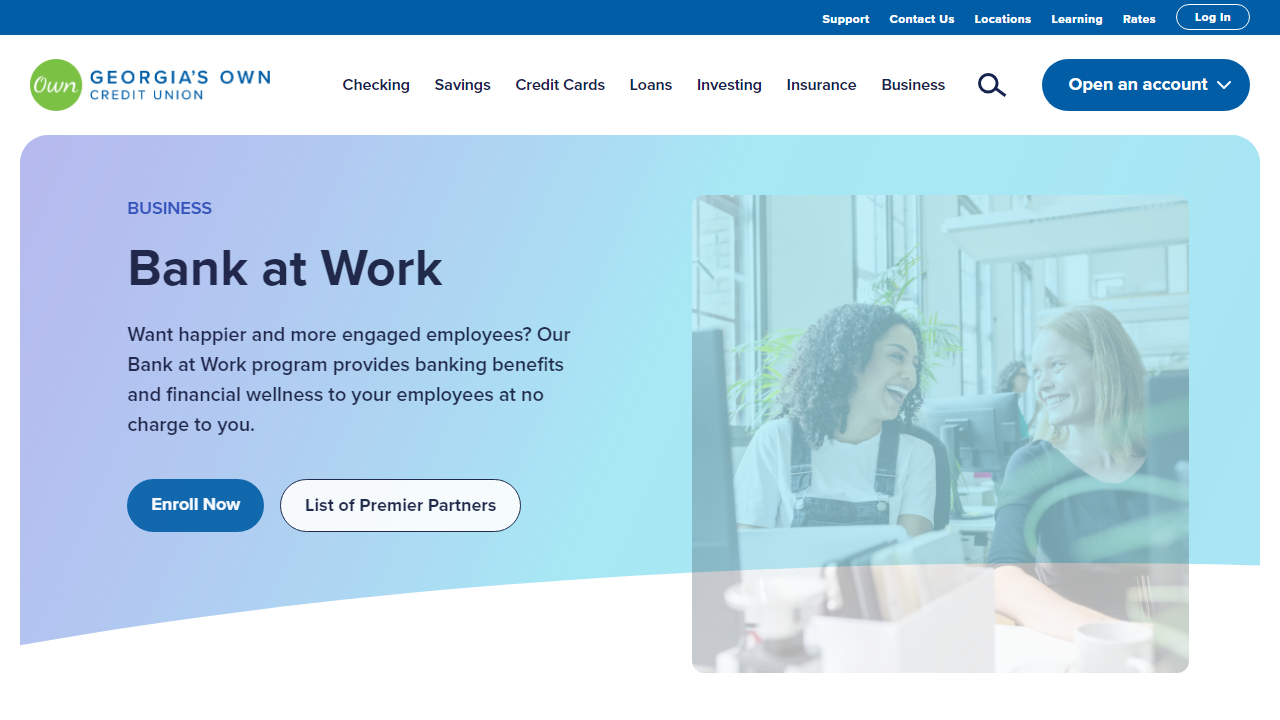 Support Contact Us Locations Learning Rates Log In
Own GEORGIA'S OWN
CREDIT UNION
Checking Savings Credit Cards Loans Investing Insurance Business
Open an account
BUSINESS
Bank at Work
Want happier and more engaged employees? Our
Bank at Work program provides banking benefits
and financial wellness to your employees at no
charge to you.
Enroll Now List of Premier Partners